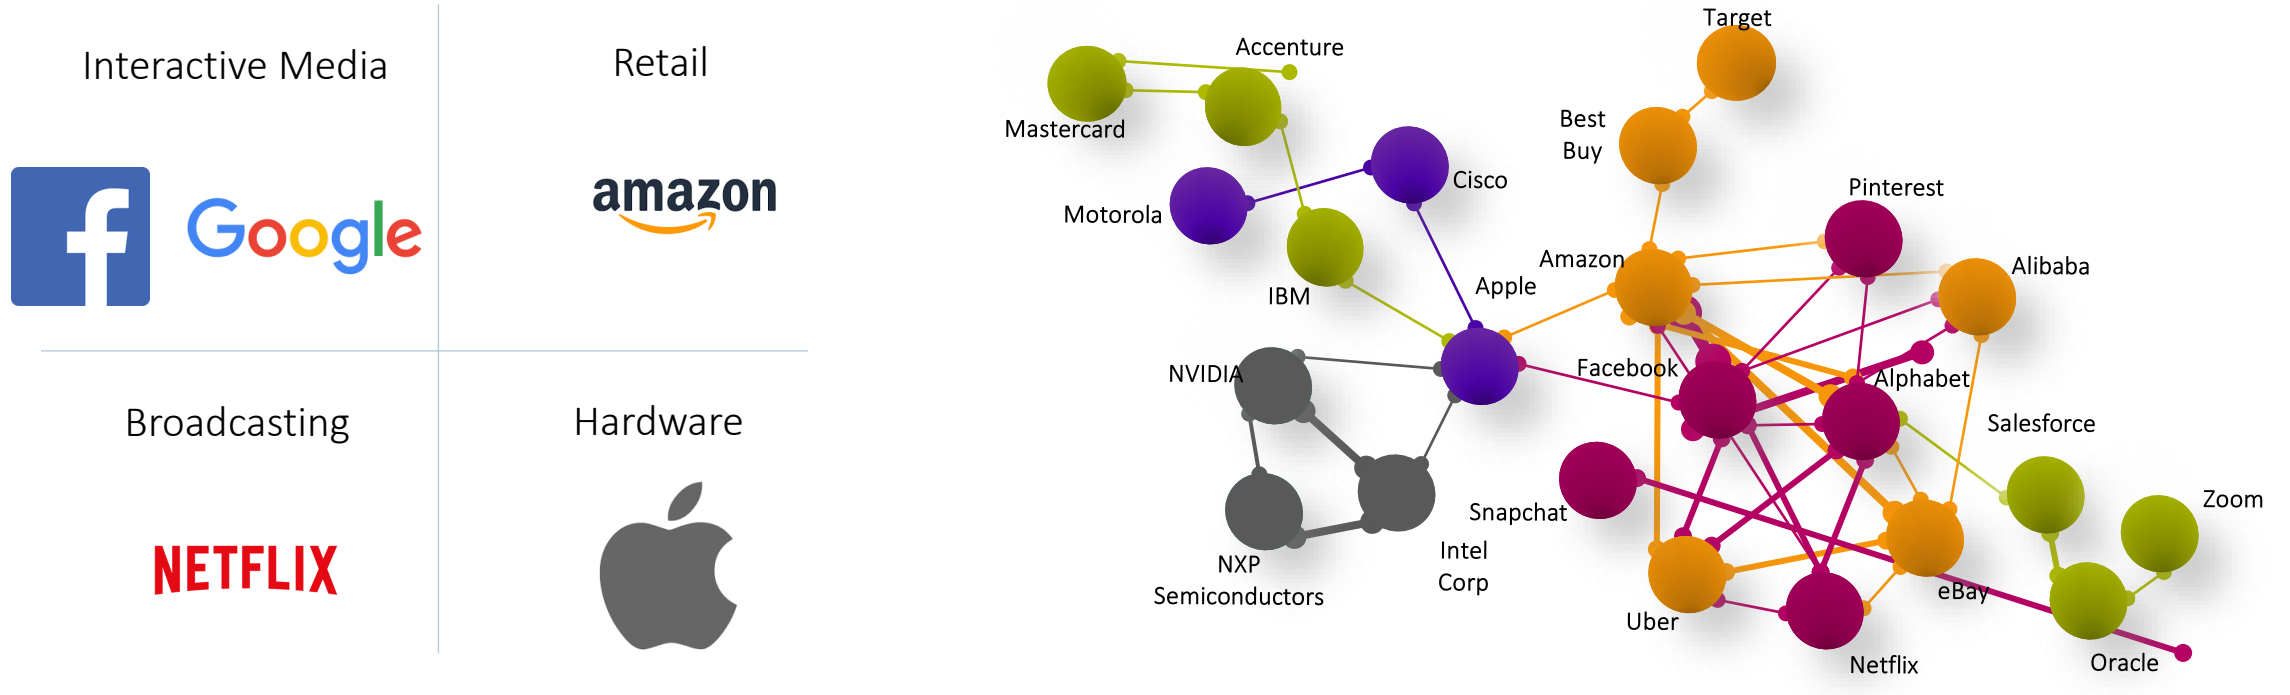 Interactive Media
Retail
f
Google
amazon
Broadcasting
Hardware
NETFLIX
Target
Accenture
Mastercard
Best
Buy
Cisco
Motorola
Pinterest
Amazon
Alibaba
IBM
Apple
NVIDIA
Facebook
Alphabet
Salesforce
Snapchat
Zoom
Intel
Corp
NXP
Semiconductors
eBay
Uber
Netflix
Oracle